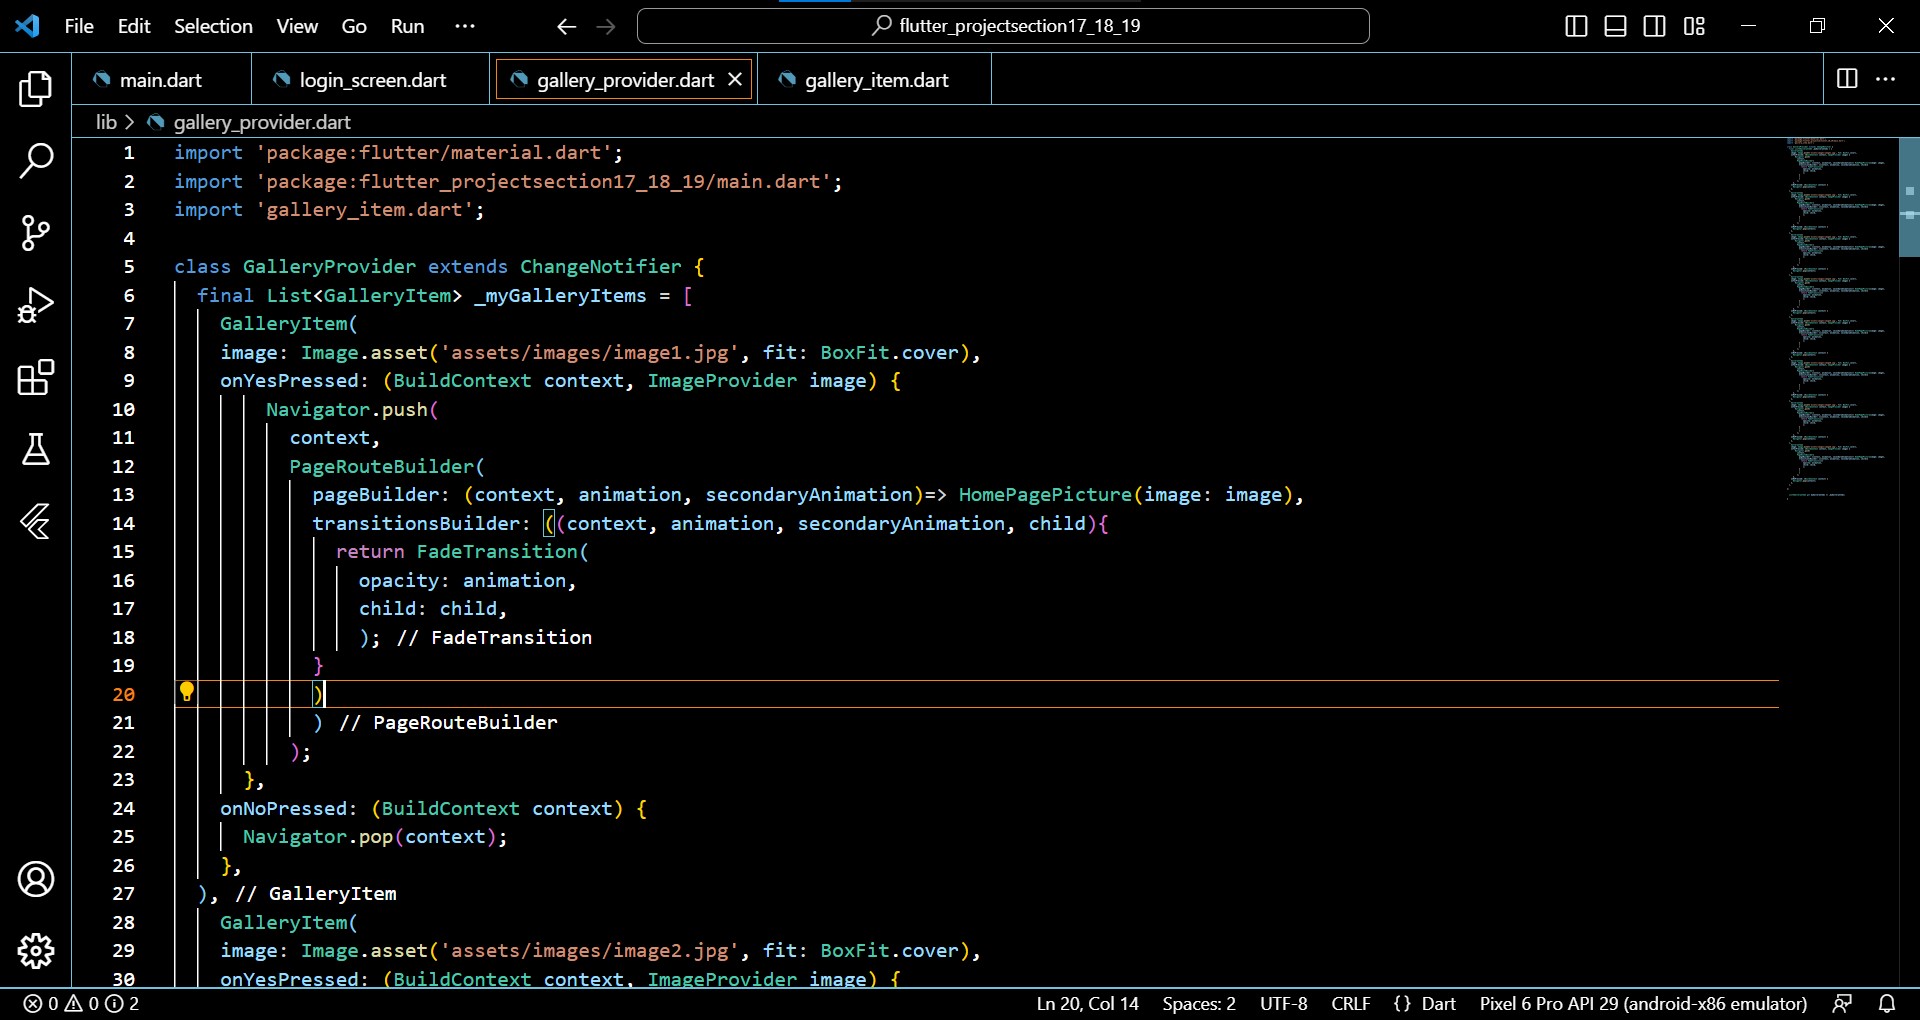 File Edit Selection View Go Run ··· flutter_projectsection17_18_19
main.dart login_screen.dart gallery_provider.dart gallery_item.dart ···
lib > gallery_provider.dart
1 import 'package:flutter/material.dart';
2 import 'package:flutter_projectsection17_18_19/main.dart';
3 import 'gallery_item.dart';
4
5 class GalleryProvider extends ChangeNotifier {
6 final List<GalleryItem> _myGalleryItems = [
7 GalleryItem(
8 image: Image.asset('assets/images/image1.jpg', fit: BoxFit.cover),
9 onYesPressed: (BuildContext context, ImageProvider image) {
10 Navigator.push(
11 context,
12 PageRouteBuilder(
13 pageBuilder: (context, animation, secondaryAnimation)=> HomePagePicture(image: image),
14 transitionsBuilder: ((context, animation, secondaryAnimation, child){
15 return FadeTransition(
16 opacity: animation,
17 child: child,
18 ); // FadeTransition
19 }
20 )
21 ) // PageRouteBuilder
22 );
23 },
24 onNoPressed: (BuildContext context) {
25 Navigator.pop(context);
26 },
27 ), // GalleryItem
28 GalleryItem(
29 image: Image.asset('assets/images/image2.jpg', fit: BoxFit.cover),
30 onYesPressed: (BuildContext context, ImageProvider image) {
0 0 2 Ln 20, Col 14 Spaces: 2 UTF-8 CRLF {} Dart Pixel 6 Pro API 29 (android-x86 emulator)